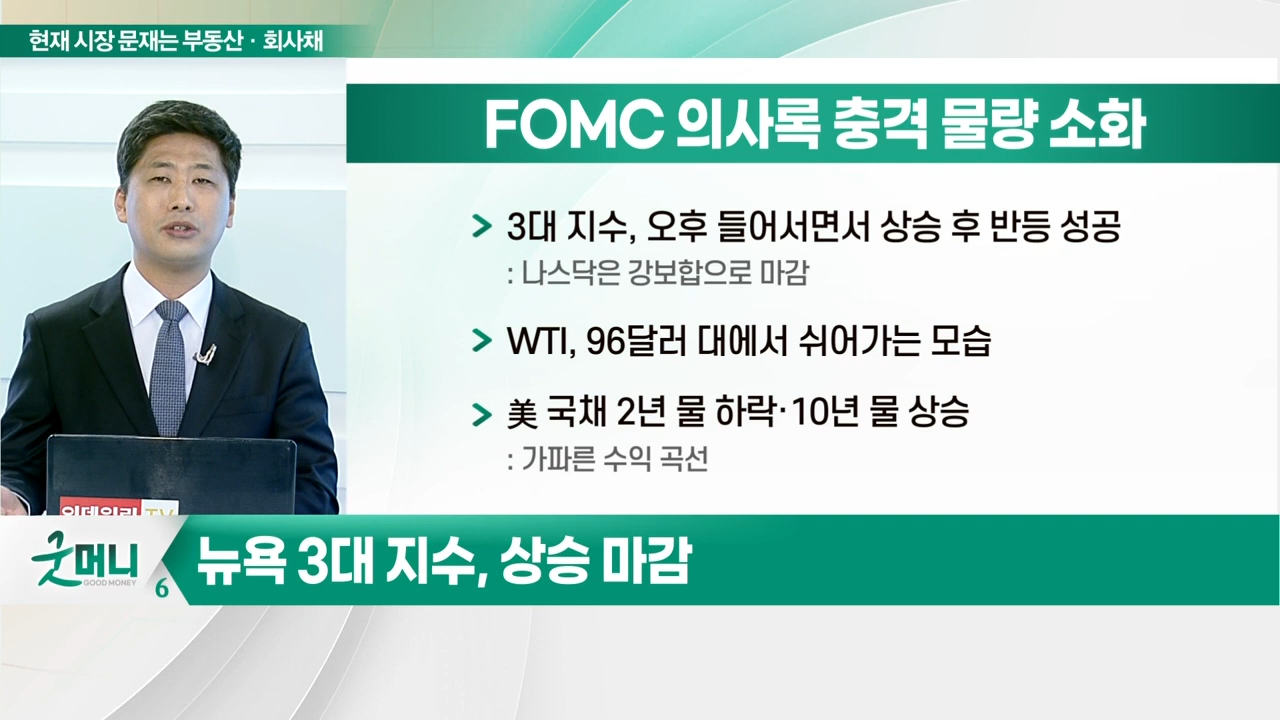 현재 시장 문재는 부동산 · 회사채
FOMC 의사록 충격 물량 소화
> 3대 지수, 오후 들어서면서 상승 후 반등 성공
: 나스닥은 강보합으로 마감
> WTI, 96달러 대에서 쉬어가는 모습
> 美 국채 2년 물 하락·10년 물 상승
: 가파른 수익 곡선
이데일리 TV
굿머니
GOOD MONEY
6
뉴욕 3대 지수, 상승 마감